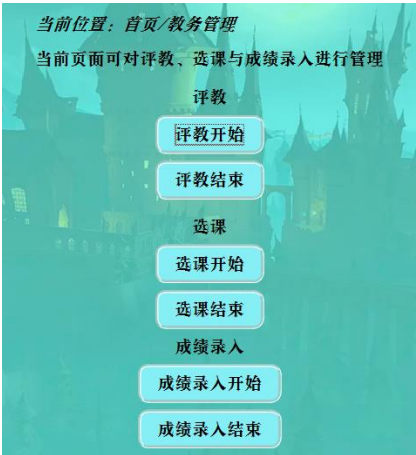 当前位置：首页/教务管理
当前页面可对评教、选课与成绩录入进行管理
评教
评教开始
评教结束
选课
选课开始
选课结束
成绩录入
成绩录入开始
成绩录入结束